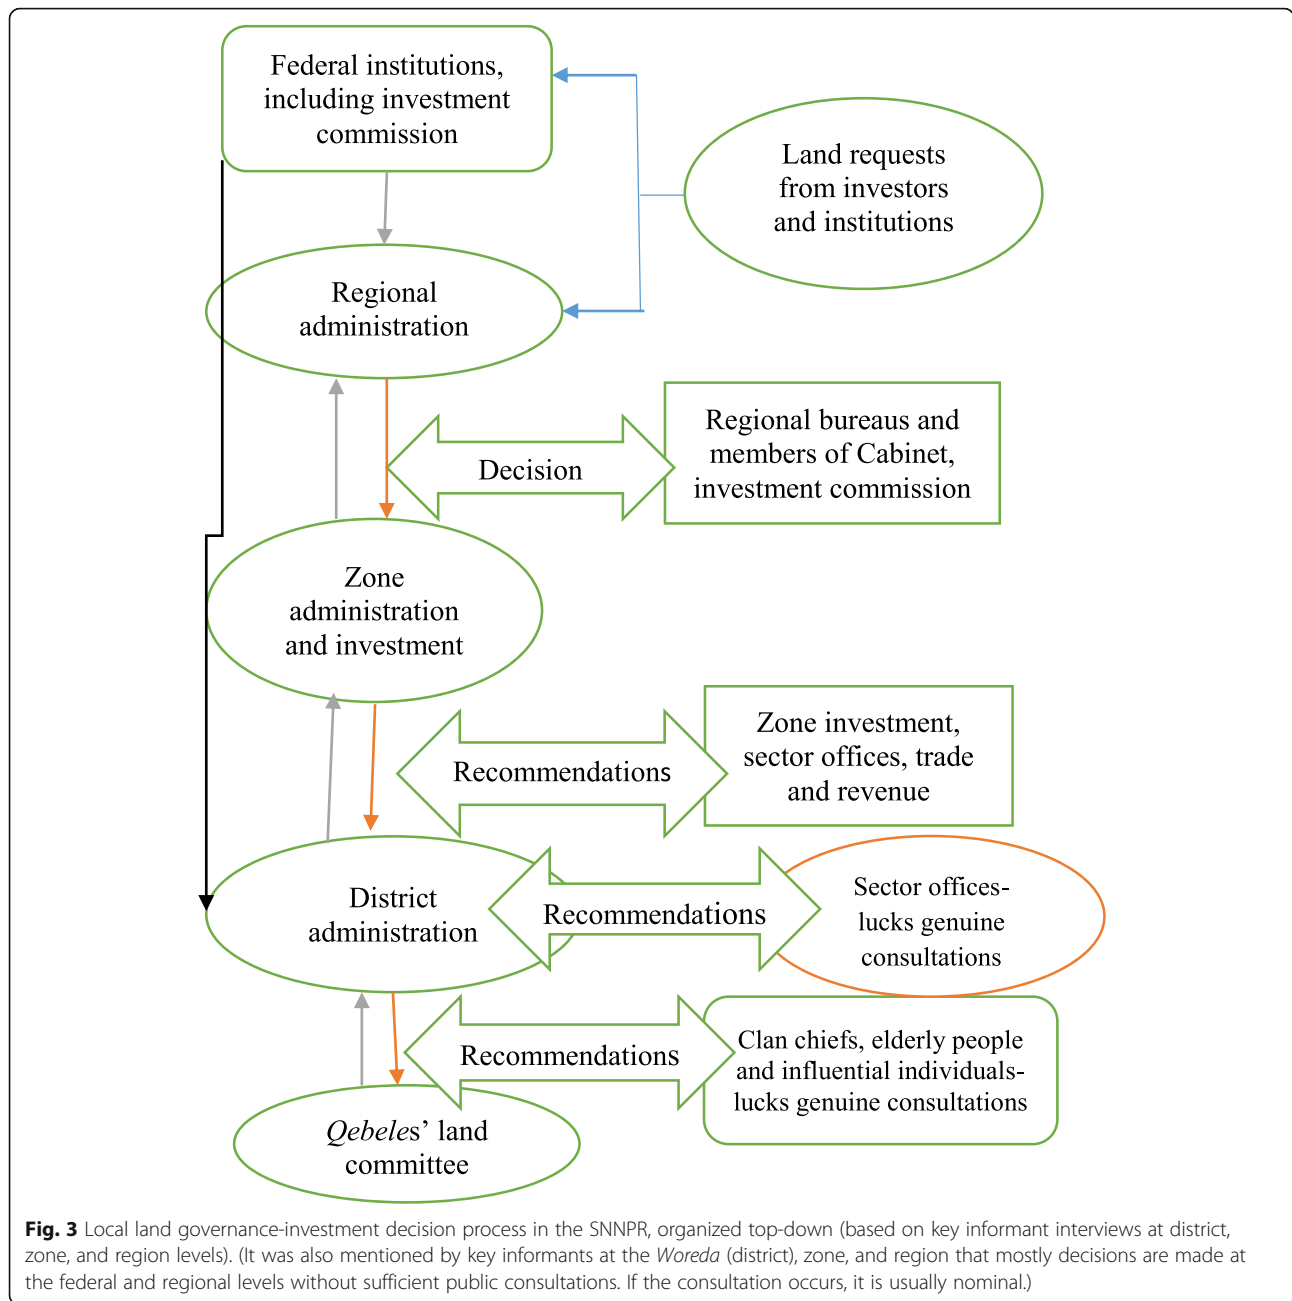 Federal institutions,
including investment
commission
Land requests
from investors
and institutions
Regional
administration
Decision
Regional bureaus and
members of Cabinet,
investment commission
Zone
administration
and investment
Recommendations
Zone investment,
sector offices, trade
and revenue
District
administration
Recommendations
Sector offices-
lucks genuine
consultations
Recommendations
Clan chiefs, elderly people
and influential individuals-
lucks genuine consultations
Qebeles' land
committee
Fig. 3 Local land governance-investment decision process in the SNNPR, organized top-down (based on key informant interviews at district,
zone, and region levels). (It was also mentioned by key informants at the Woreda (district), zone, and region that mostly decisions are made at
the federal and regional levels without sufficient public consultations. If the consultation occurs, it is usually nominal.)